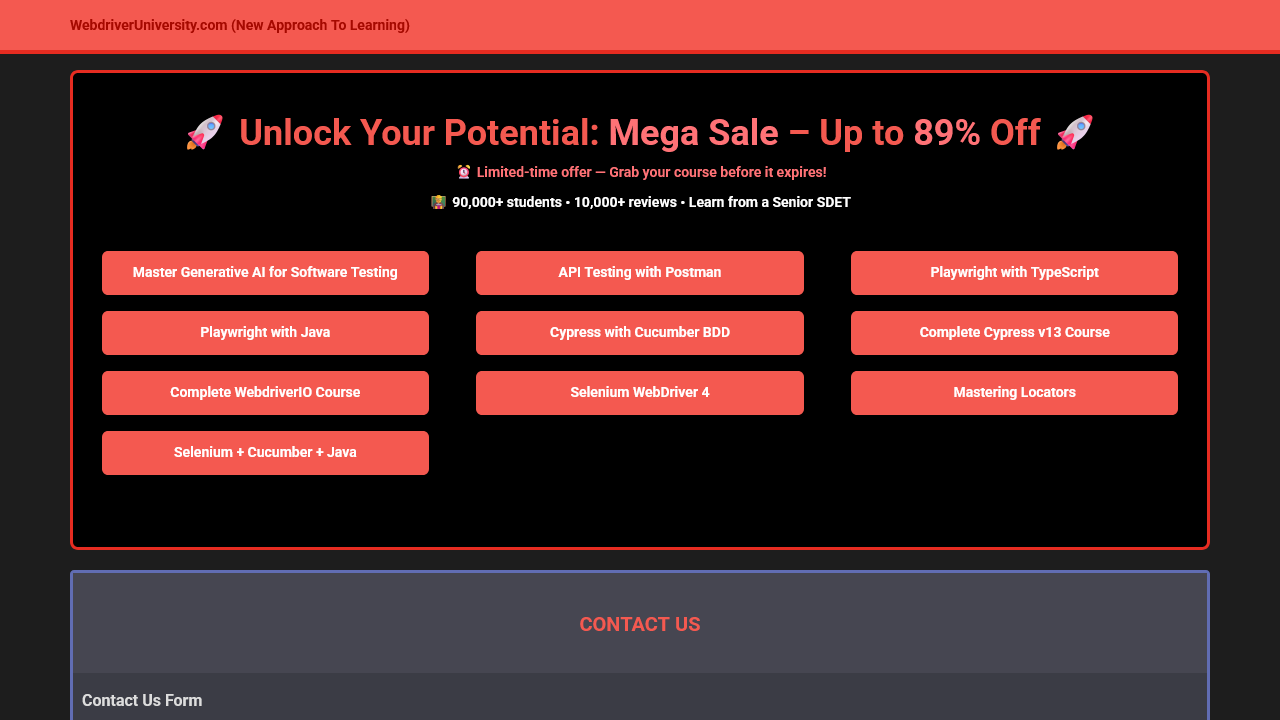 WebdriverUniversity.com (New Approach To Learning)
🚀 Unlock Your Potential: Mega Sale – Up to 89% Off 🚀
⏰ Limited-time offer — Grab your course before it expires!
👩‍🏫 90,000+ students • 10,000+ reviews • Learn from a Senior SDET
Master Generative AI for Software Testing
API Testing with Postman
Playwright with TypeScript
Playwright with Java
Cypress with Cucumber BDD
Complete Cypress v13 Course
Complete WebdriverIO Course
Selenium WebDriver 4
Mastering Locators
Selenium + Cucumber + Java
CONTACT US
Contact Us Form